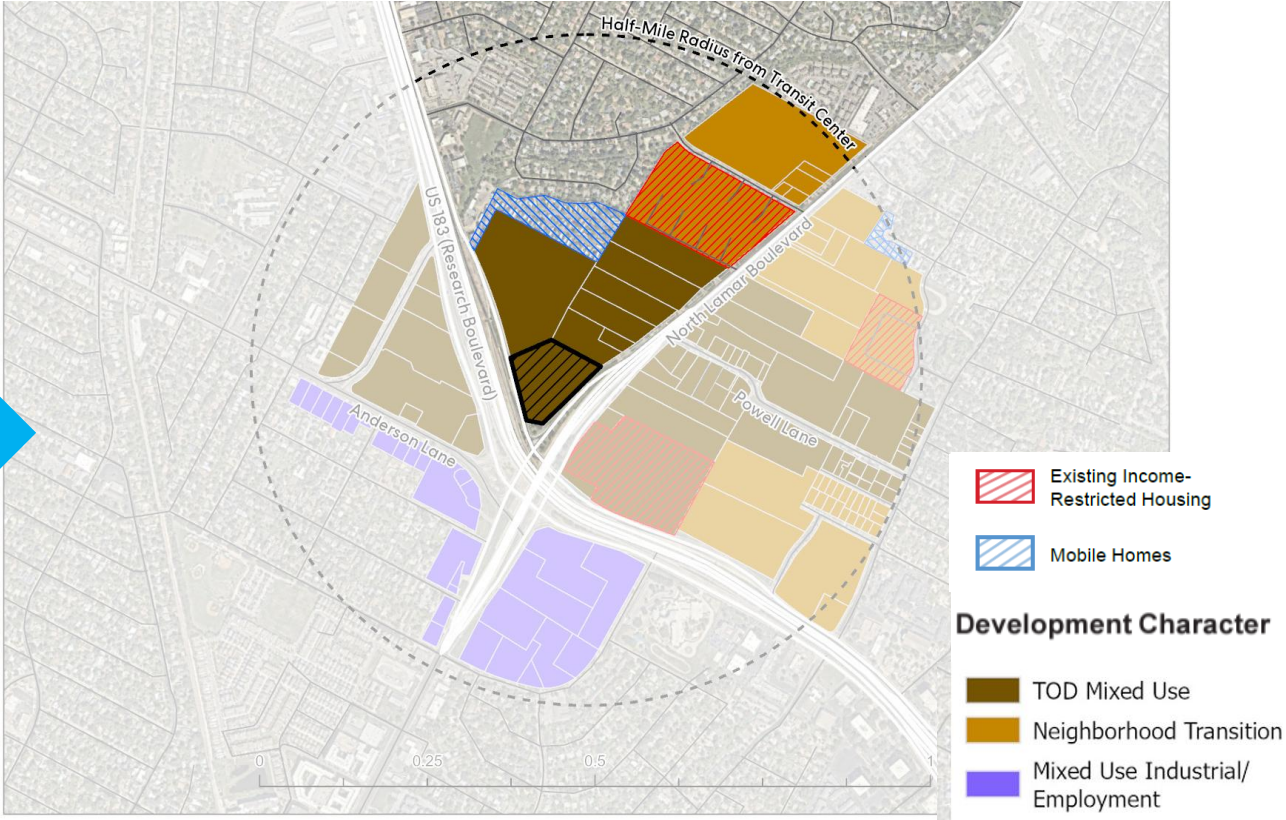 Half-Mile Radius from Transit Center
US 183 (Research Boulevard)
North Lamar Boulevard
Anderson Lane
Powell Lane
0 0.25 0.5 1
Existing Income-
Restricted Housing
Mobile Homes
Development Character
TOD Mixed Use
Neighborhood Transition
Mixed Use Industrial/
Employment